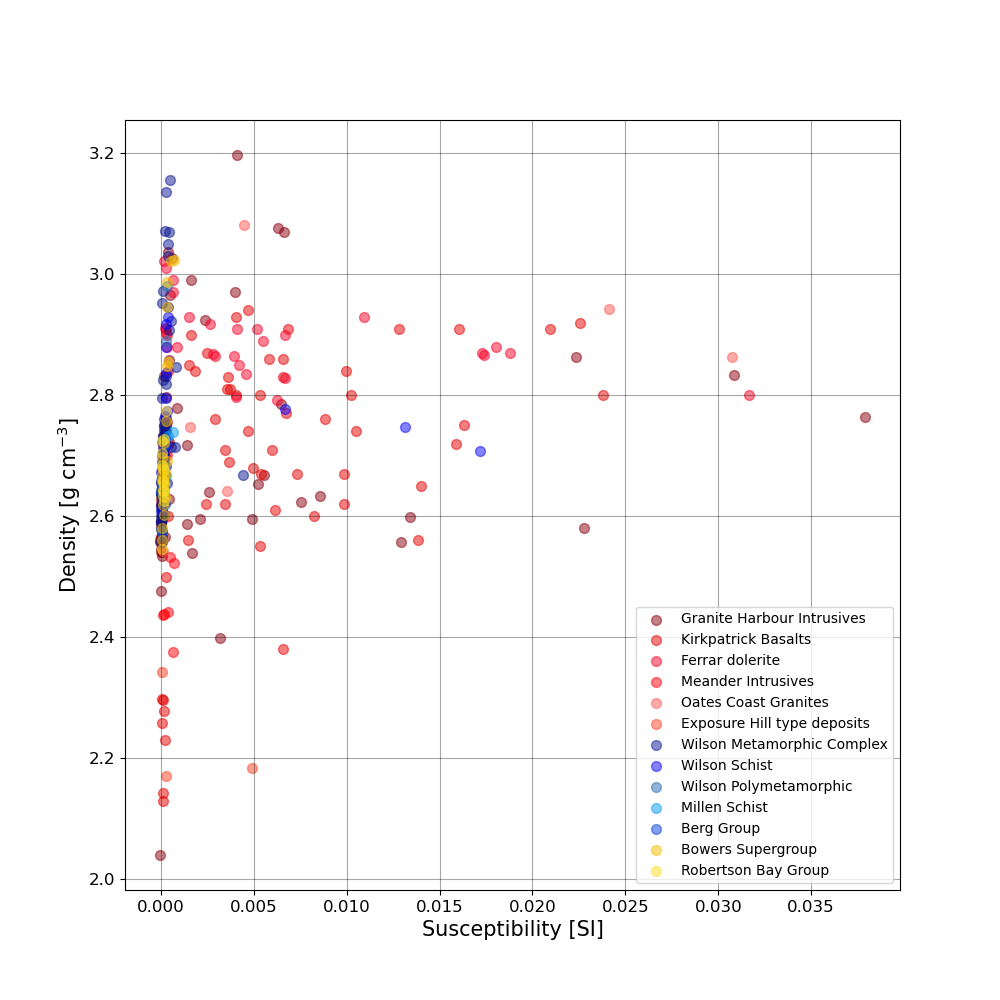 3.2
3.0
2.8
2.6
2.4
2.2
2.0
Density [g cm⁻³]
0.000 0.005 0.010 0.015 0.020 0.025 0.030 0.035
Susceptibility [SI]
Granite Harbour Intrusives
Kirkpatrick Basalts
Ferrar dolerite
Meander Intrusives
Oates Coast Granites
Exposure Hill type deposits
Wilson Metamorphic Complex
Wilson Schist
Wilson Polymetamorphic
Millen Schist
Berg Group
Bowers Supergroup
Robertson Bay Group